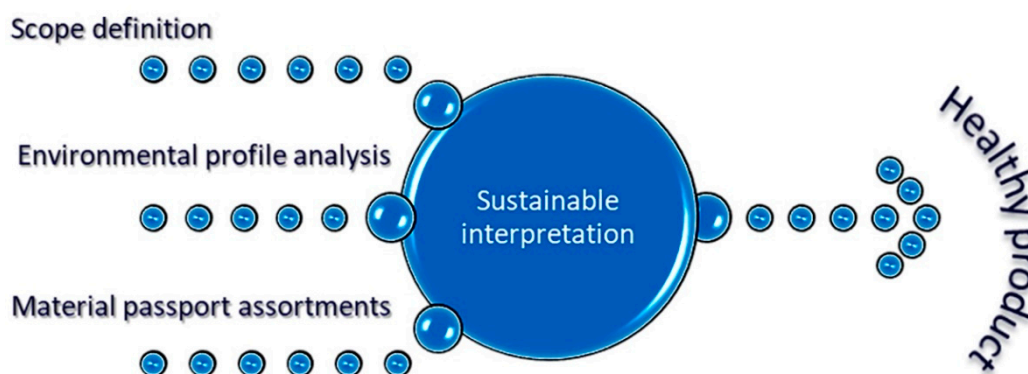 Scope definition
Environmental profile analysis
Material passport assortments
Sustainable
interpretation
Healthy product